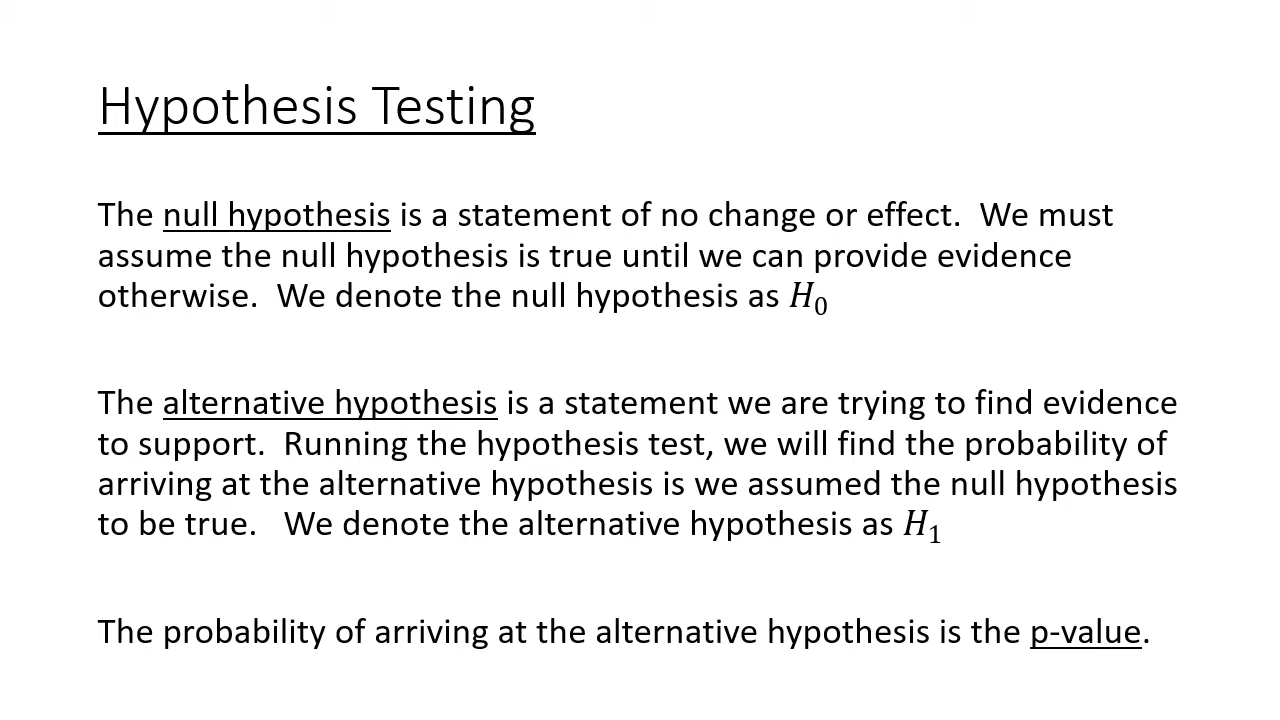 Hypothesis Testing
The null hypothesis is a statement of no change or effect.  We must
assume the null hypothesis is true until we can provide evidence
otherwise.  We denote the null hypothesis as H₀
The alternative hypothesis is a statement we are trying to find evidence
to support.  Running the hypothesis test, we will find the probability of
arriving at the alternative hypothesis is we assumed the null hypothesis
to be true.   We denote the alternative hypothesis as H₁
The probability of arriving at the alternative hypothesis is the p-value.